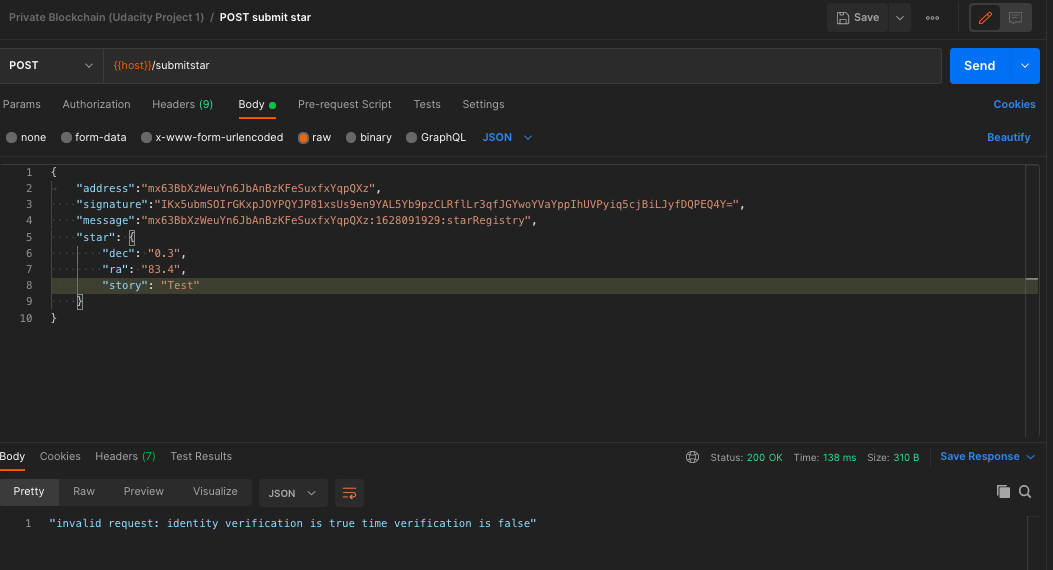 Private Blockchain (Udacity Project 1) / POST submit star
Save
POST
{{host}}/submitstar
Send
Params Authorization Headers (9) Body Pre-request Script Tests Settings Cookies
none form-data x-www-form-urlencoded raw binary GraphQL JSON Beautify
1 {
2 "address":"mx63BbXzWeuYn6JbAnBzKFeSuxfxYqpQXz",
3 "signature":"IKx5ubmSOIrGKxpJOYPQYJP81xsUs9en9YAL5Yb9pzCLRflLr3qfJGYwoYVaYppIhUVPyiq5cjBiLJyfDQPEQ4Y=",
4 "message":"mx63BbXzWeuYn6JbAnBzKFeSuxfxYqpQXz:1628091929:starRegistry",
5 "star": {
6 "dec": "0.3",
7 "ra": "83.4",
8 "story": "Test"
9 }
10 }
Body Cookies Headers (7) Test Results Status: 200 OK Time: 138 ms Size: 310 B Save Response
Pretty Raw Preview Visualize JSON
1 "invalid request: identity verification is true time verification is false"